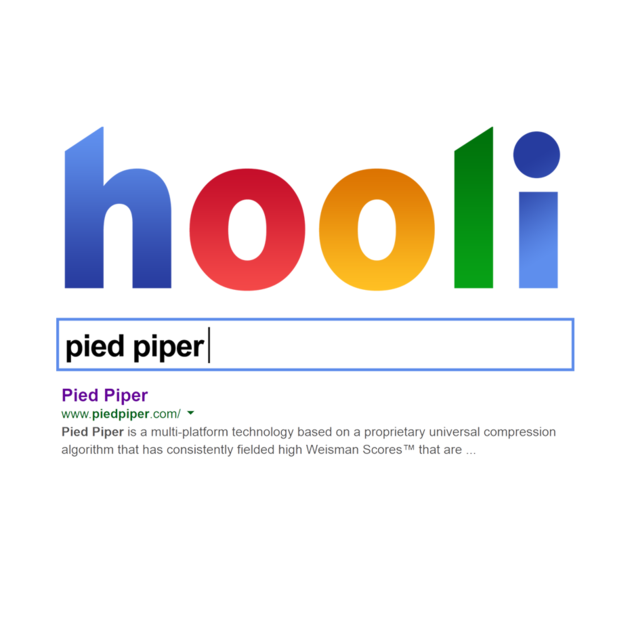 hooli
pied piper
Pied Piper
www.piedpiper.com/
Pied Piper is a multi-platform technology based on a proprietary universal compression
algorithm that has consistently fielded high Weisman Scores™ that are ...